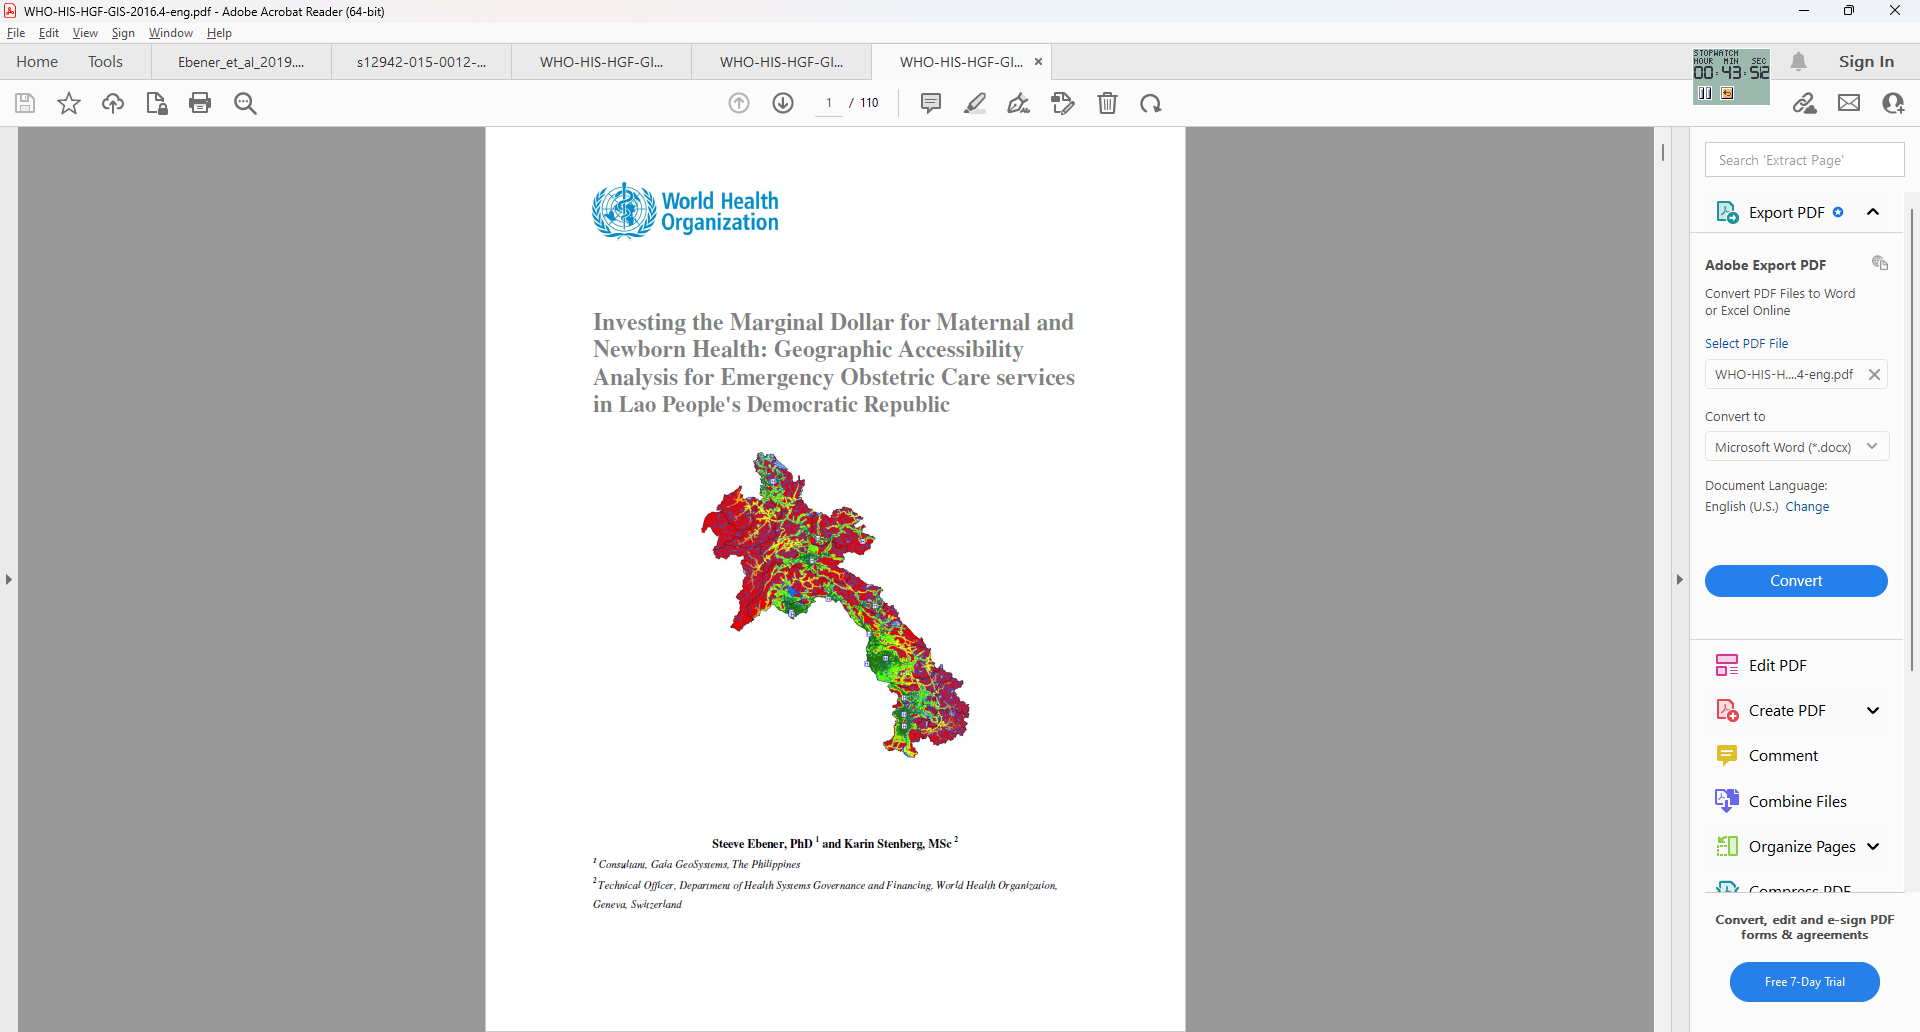 WHO-HIS-HGF-GIS-2016.4-eng.pdf - Adobe Acrobat Reader (64-bit)
File Edit View Sign Window Help
Home Tools Ebener_et_al_2019.... s12942-015-0012-... WHO-HIS-HGF-GI... WHO-HIS-HGF-GI... WHO-HIS-HGF-GI...
STOPWATCH
HOUR MIN SEC
Sign In
1 / 110
Search 'Extract Page'
World Health
Organization
Investing the Marginal Dollar for Maternal and
Newborn Health: Geographic Accessibility
Analysis for Emergency Obstetric Care services
in Lao People's Democratic Republic
Steeve Ebener, PhD 1 and Karin Stenberg, MSc 2
1 Consultant, Gaia GeoSystems, The Philippines
2 Technical Officer, Department of Health Systems Governance and Financing, World Health Organization,
Geneva, Switzerland
Export PDF
Adobe Export PDF
Convert PDF Files to Word
or Excel Online
Select PDF File
WHO-HIS-H....4-eng.pdf
Convert to
Microsoft Word (*.docx)
Document Language:
English (U.S.) Change
Convert
Edit PDF
Create PDF
Comment
Combine Files
Organize Pages
Compress PDF
Convert, edit and e-sign PDF
forms & agreements
Free 7-Day Trial